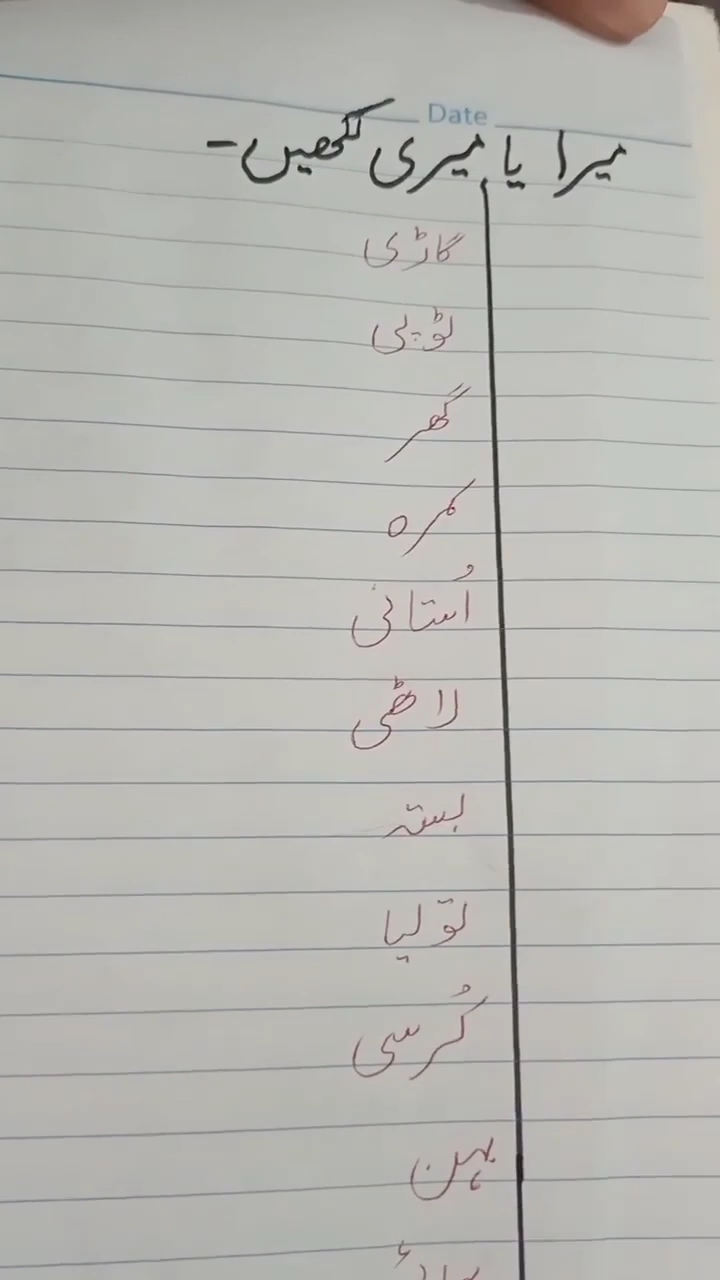 Date
میرا یا میری لکھیں۔
گاڑی
ٹوپی
گھر
کمرہ
اُستانی
لاٹھی
بستہ
تولیا
کُرسی
بہن